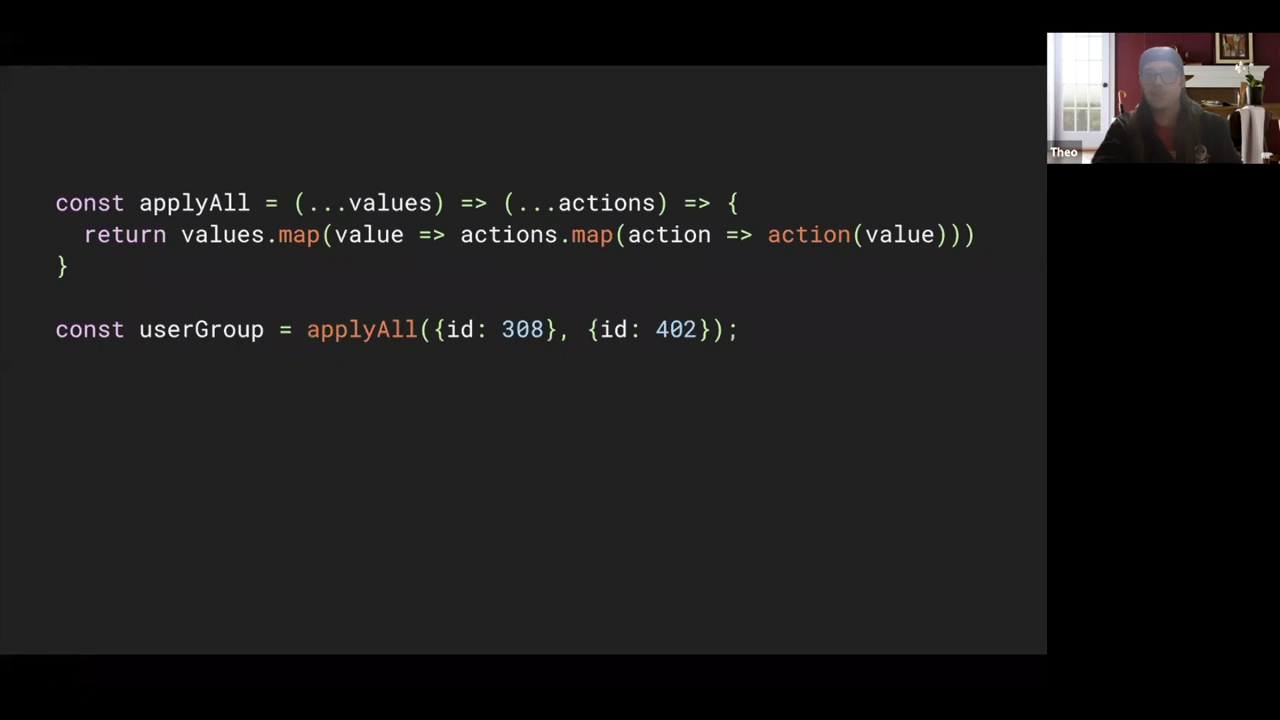 const applyAll = (...values) => (...actions) => {
  return values.map(value => actions.map(action => action(value)))
}
const userGroup = applyAll({id: 308}, {id: 402});
Theo